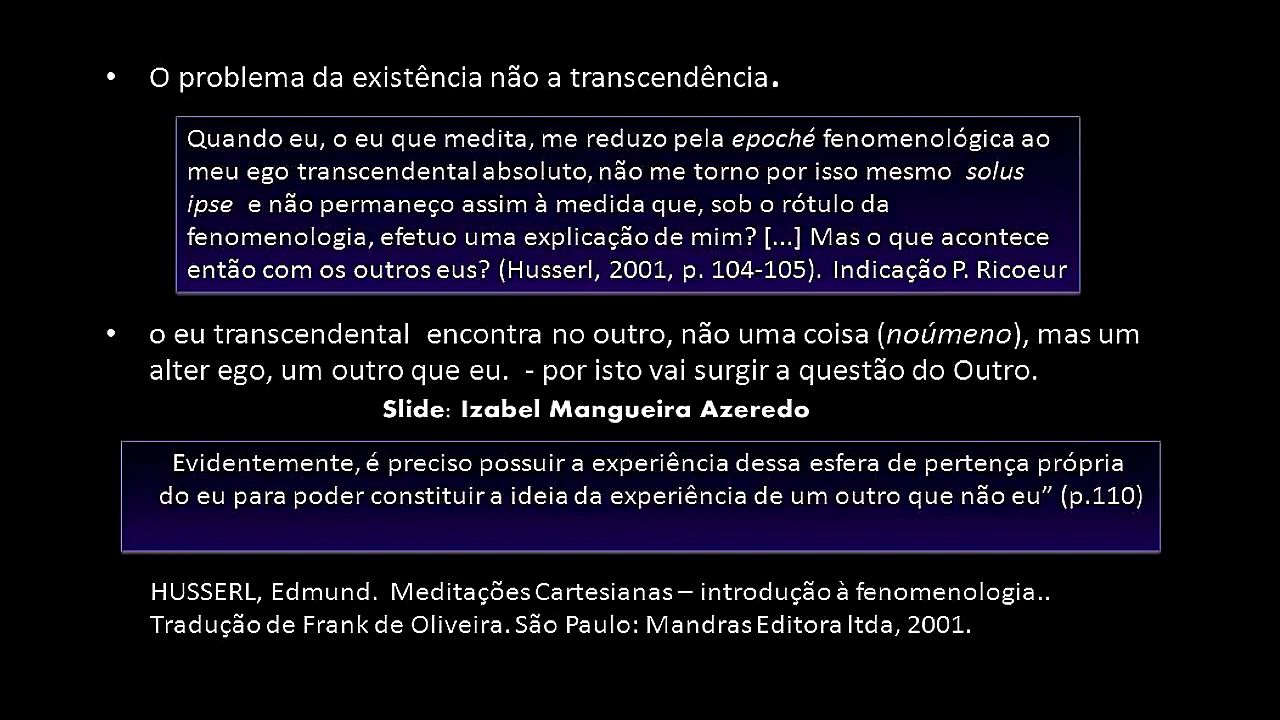 • O problema da existência não a transcendência.
Quando eu, o eu que medita, me reduzo pela epoché fenomenológica ao
meu ego transcendental absoluto, não me torno por isso mesmo solus
ipse e não permaneço assim à medida que, sob o rótulo da
fenomenologia, efetuo uma explicação de mim? [...] Mas o que acontece
então com os outros eus? (Husserl, 2001, p. 104-105). Indicação P. Ricoeur
• o eu transcendental encontra no outro, não uma coisa (noúmeno), mas um
alter ego, um outro que eu. - por isto vai surgir a questão do Outro.
Slide: Izabel Mangueira Azeredo
Evidentemente, é preciso possuir a experiência dessa esfera de pertença própria
do eu para poder constituir a ideia da experiência de um outro que não eu” (p.110)
HUSSERL, Edmund. Meditações Cartesianas – introdução à fenomenologia..
Tradução de Frank de Oliveira. São Paulo: Mandras Editora ltda, 2001.